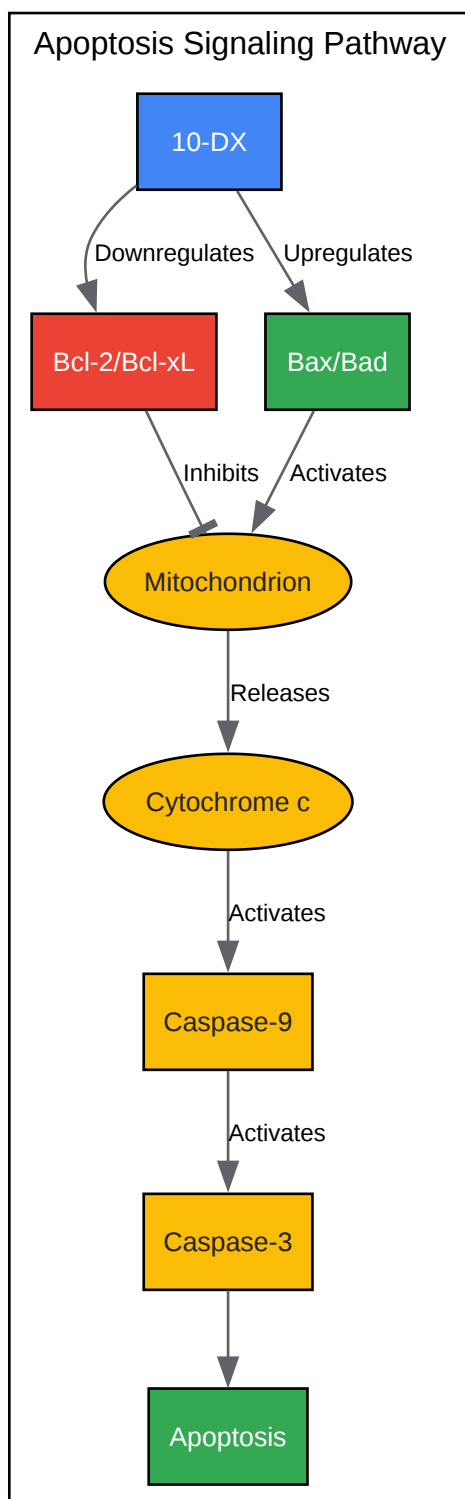 Apoptosis Signaling Pathway
10-DX
Downregulates
Upregulates
Bcl-2/Bcl-xL
Bax/Bad
Inhibits
Activates
Mitochondrion
Releases
Cytochrome c
Activates
Caspase-9
Activates
Caspase-3
Apoptosis